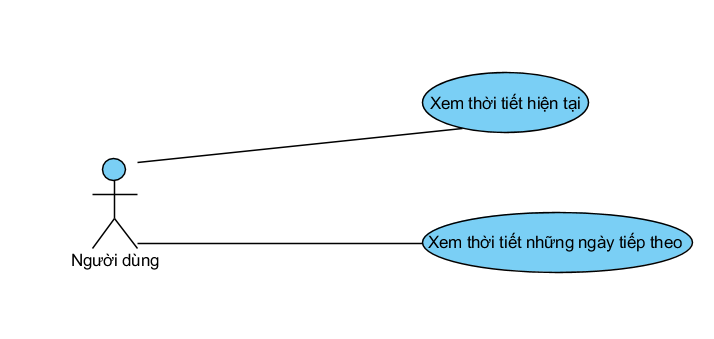 Xem thời tiết hiện tại
Xem thời tiết những ngày tiếp theo
Người dùng